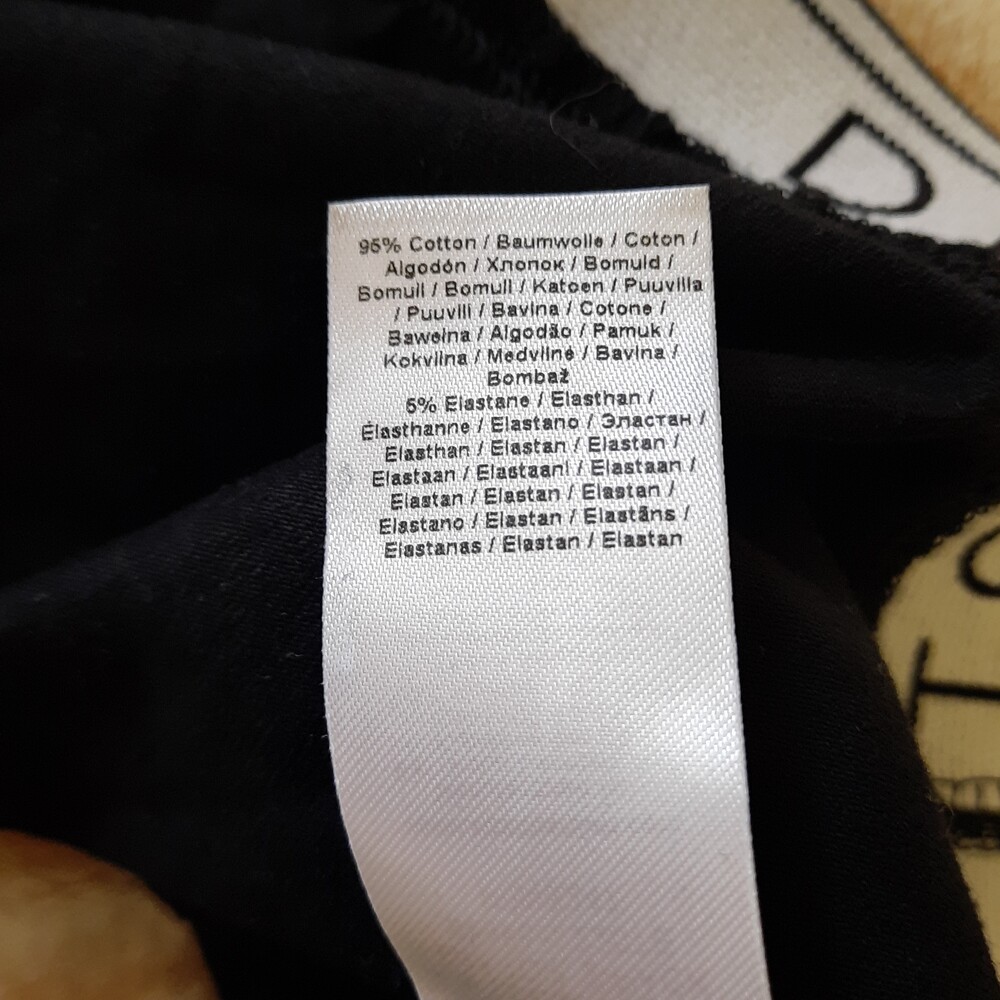 D
95% Cotton / Baumwolle / Coton /
Algodón / Хлопок / Bomuld /
Bomull / Bomull / Katoen / Puuvilla
/ Puuvill / Bavlna / Cotone /
Bawełna / Algodão / Pamuk /
Kokvilna / Medvilnė / Bavlna /
Bombaž
5% Elastane / Elasthan /
Élasthanne / Elastano / Эластан /
Elasthan / Elastan / Elastan /
Elastaan / Elastaani / Elastaan /
Elastan / Elastan / Elastan /
Elastano / Elastan / Elastāns /
Elastanas / Elastan / Elastan